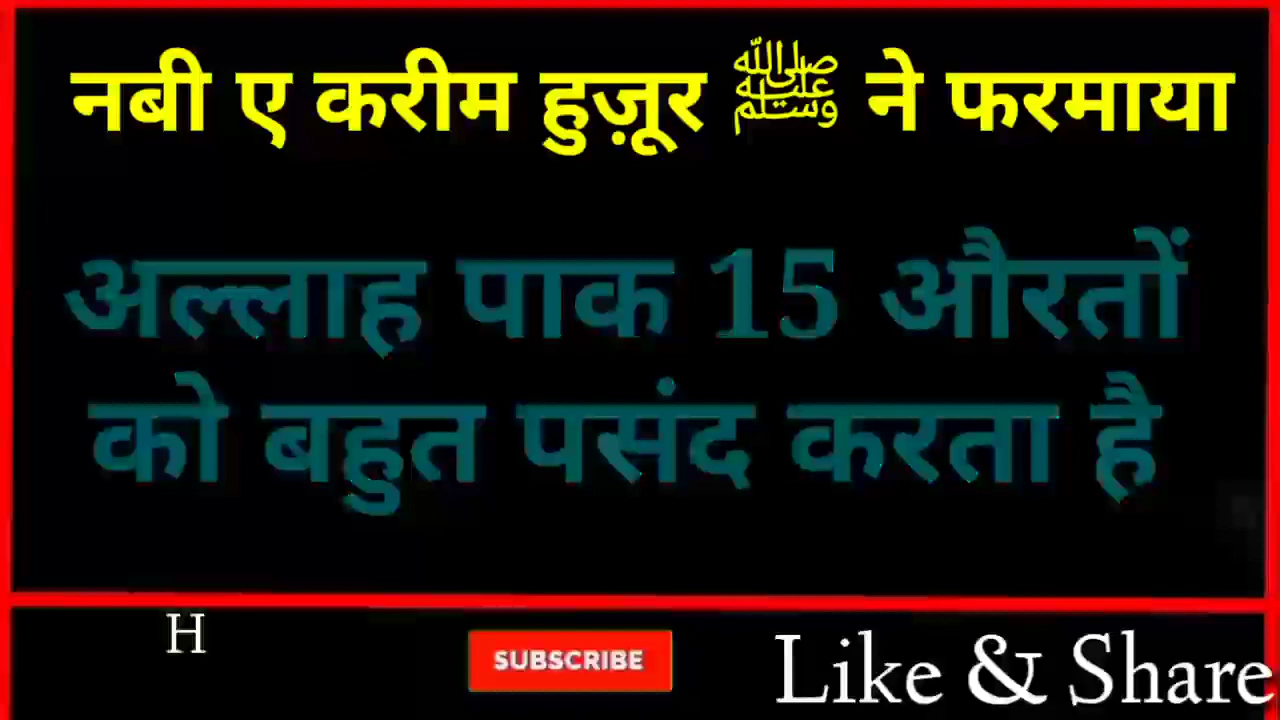 नबी ए करीम हुज़ूर ﷺ ने फरमाया
अल्लाह पाक 15 औरतों
को बहुत पसंद करता है
H
SUBSCRIBE
Like & Share